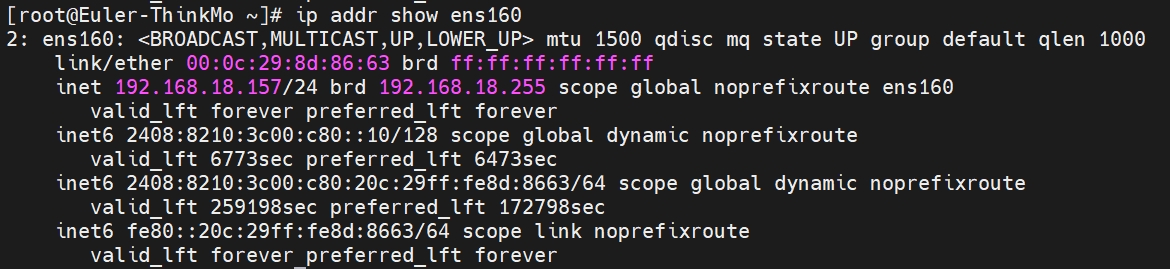 [root@Euler-ThinkMo ~]# ip addr show ens160
2: ens160: <BROADCAST,MULTICAST,UP,LOWER_UP> mtu 1500 qdisc mq state UP group default qlen 1000
    link/ether 00:0c:29:8d:86:63 brd ff:ff:ff:ff:ff:ff
    inet 192.168.18.157/24 brd 192.168.18.255 scope global noprefixroute ens160
       valid_lft forever preferred_lft forever
    inet6 2408:8210:3c00:c80::10/128 scope global dynamic noprefixroute
       valid_lft 6773sec preferred_lft 6473sec
    inet6 2408:8210:3c00:c80:20c:29ff:fe8d:8663/64 scope global dynamic noprefixroute
       valid_lft 259198sec preferred_lft 172798sec
    inet6 fe80::20c:29ff:fe8d:8663/64 scope link noprefixroute
       valid_lft forever preferred_lft forever